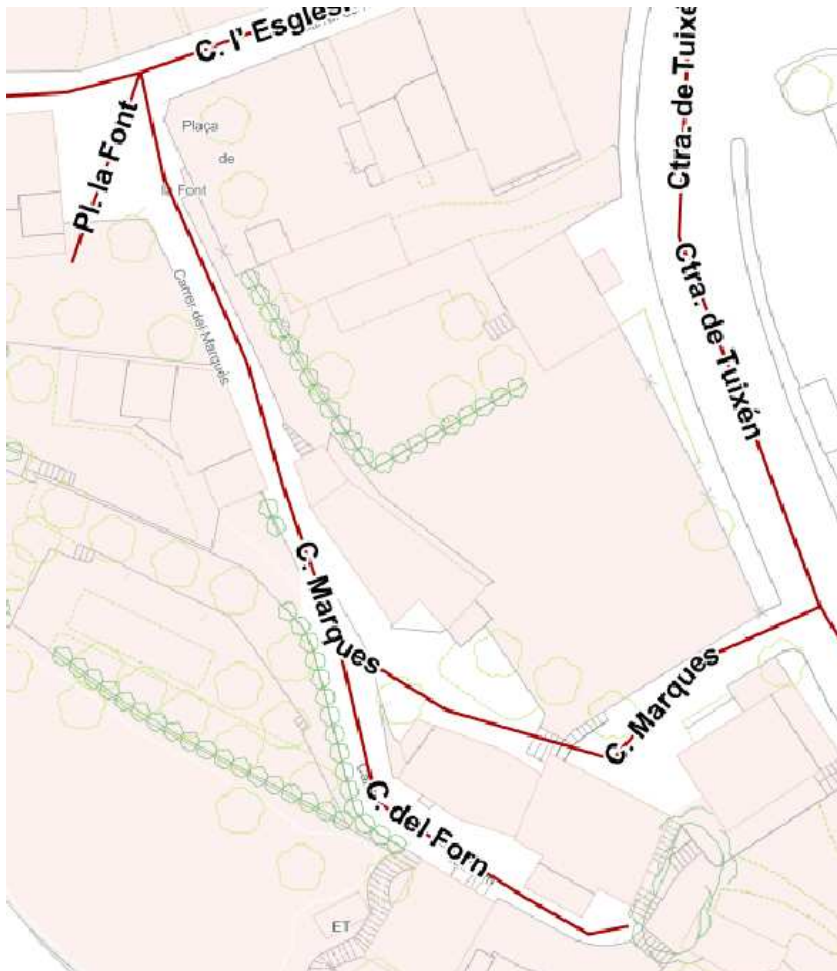 C. l' Esglés
Ctra. de Tuixé
Pl. la Font
Plaça
de
la Font
Carrer del Marquès
Ctra. de Tuixén
C. Marques
C. Marques
C. del Forn
ET